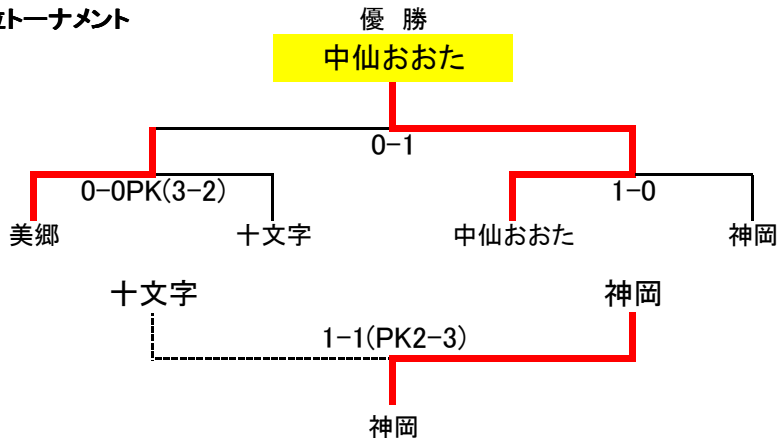 位トーナメント
優 勝
中仙おおた
0-1
0-0PK(3-2)
1-0
美郷
十文字
中仙おおた
神岡
十文字
神岡
1-1(PK2-3)
神岡